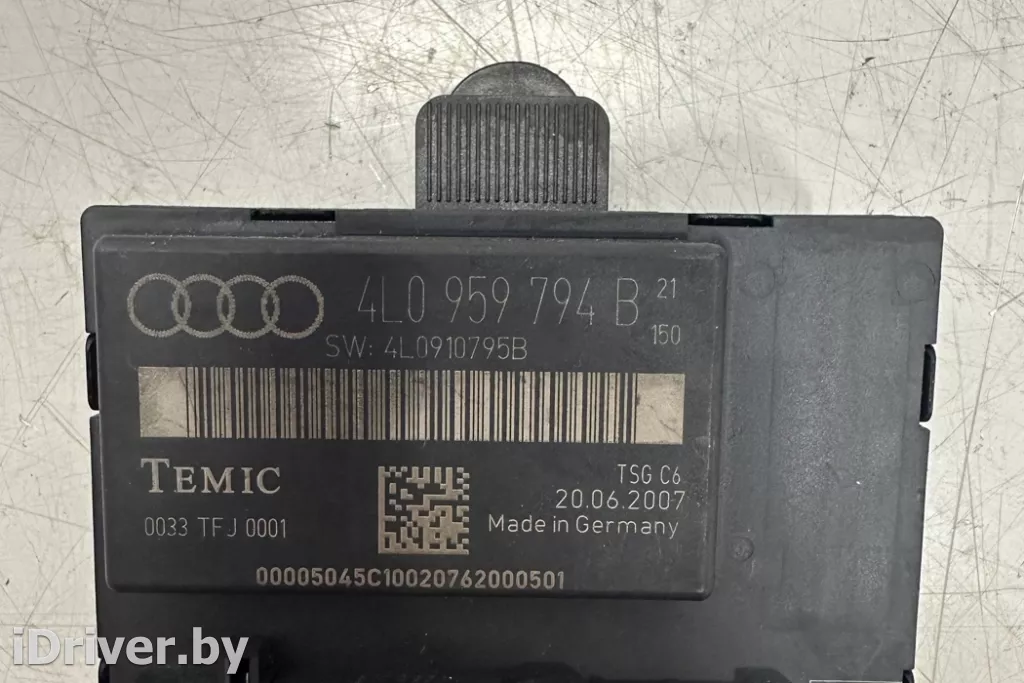 4L0 959 794 B 21
150
SW: 4L0910795B
TEMIC
TSG C6
20.06.2007
0033 TFJ 0001
Made in Germany
00005045C10020762000501
iDriver.by